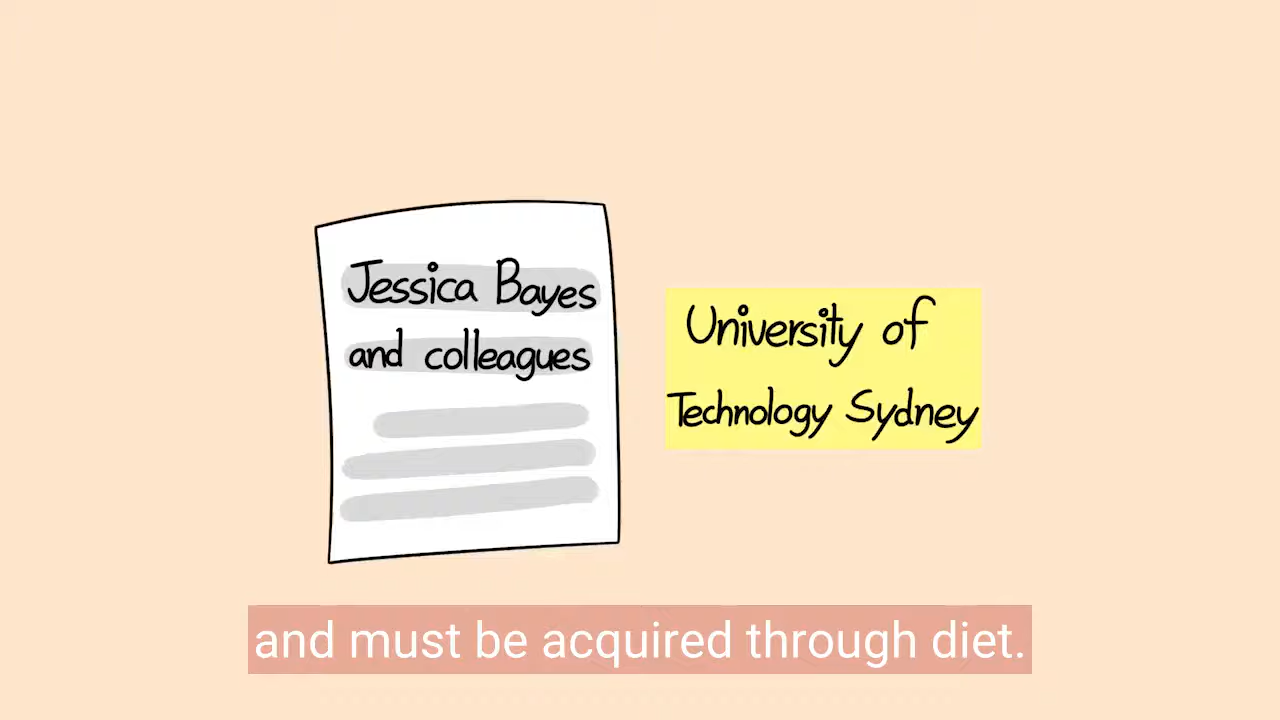 Jessica Bayes
and colleagues
University of
Technology Sydney
and must be acquired through diet.